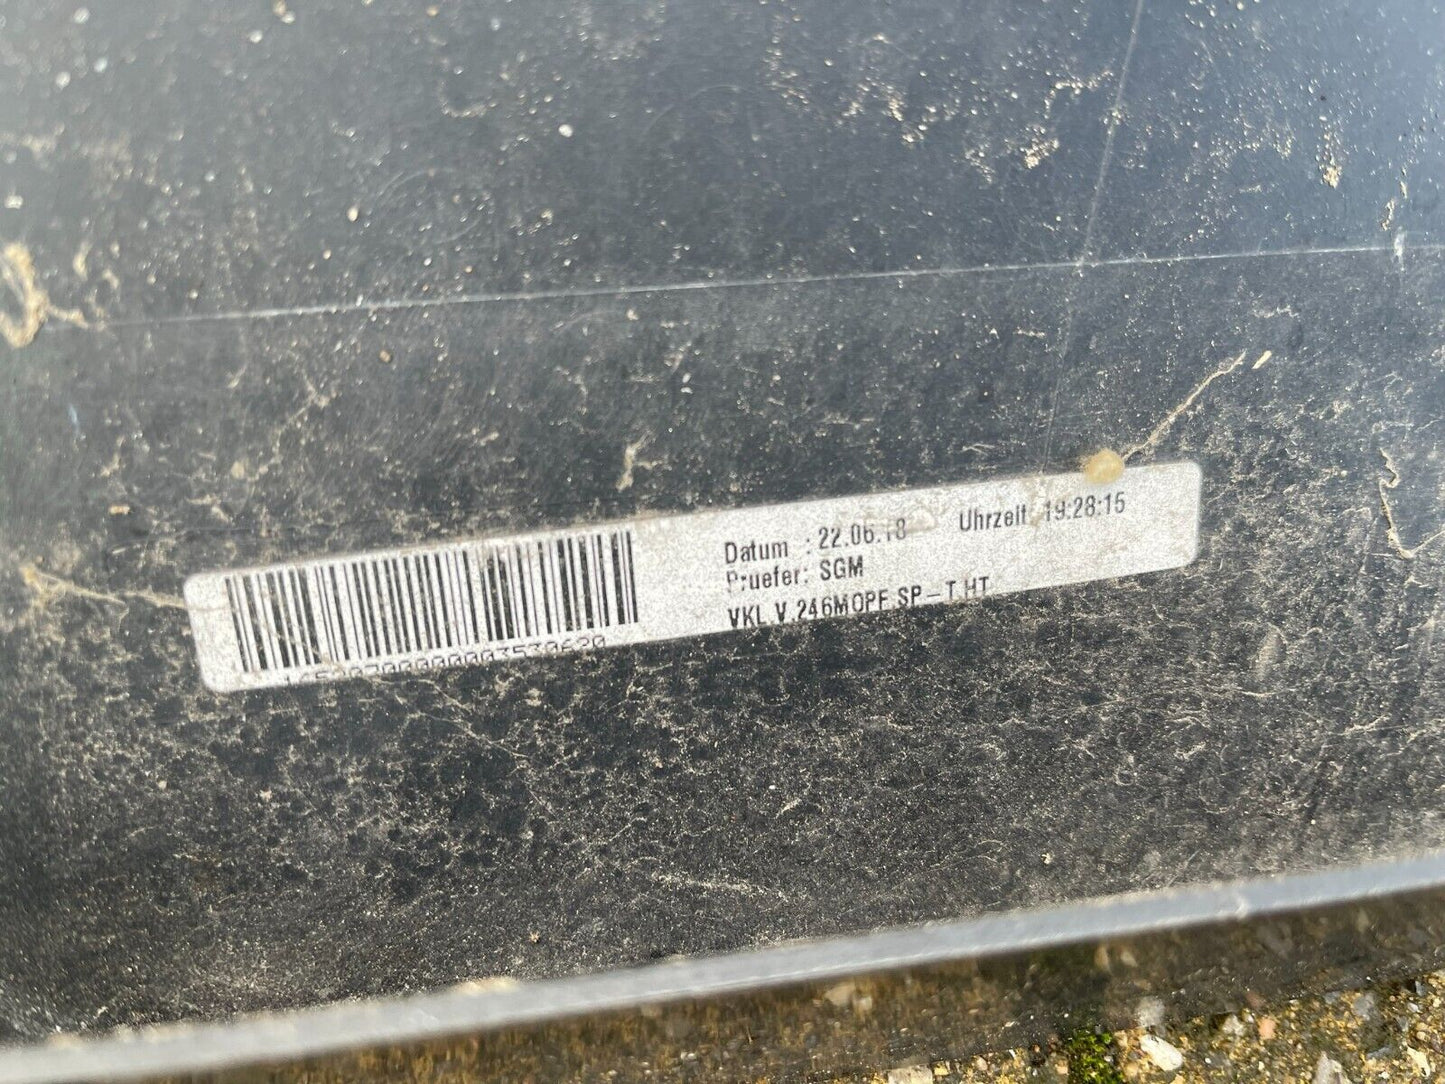 Datum : 22.06.18 Uhrzeit 19:28:15
Pruefer: SGM
VKL.V.246MOPF SP-T.HT